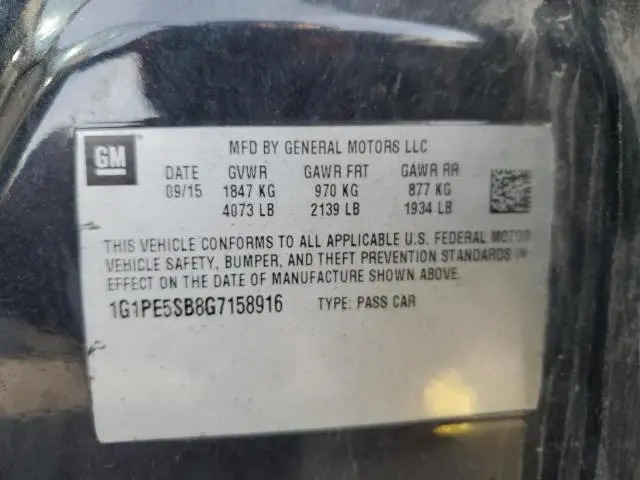 GM
MFD BY GENERAL MOTORS LLC
DATE GVWR GAWR FRT GAWR RR
09/15 1847 KG 970 KG 877 KG
4073 LB 2139 LB 1934 LB
THIS VEHICLE CONFORMS TO ALL APPLICABLE U.S. FEDERAL MOTOR
VEHICLE SAFETY, BUMPER, AND THEFT PREVENTION STANDARDS IN
EFFECT ON THE DATE OF MANUFACTURE SHOWN ABOVE.
1G1PE5SB8G7158916 TYPE: PASS CAR